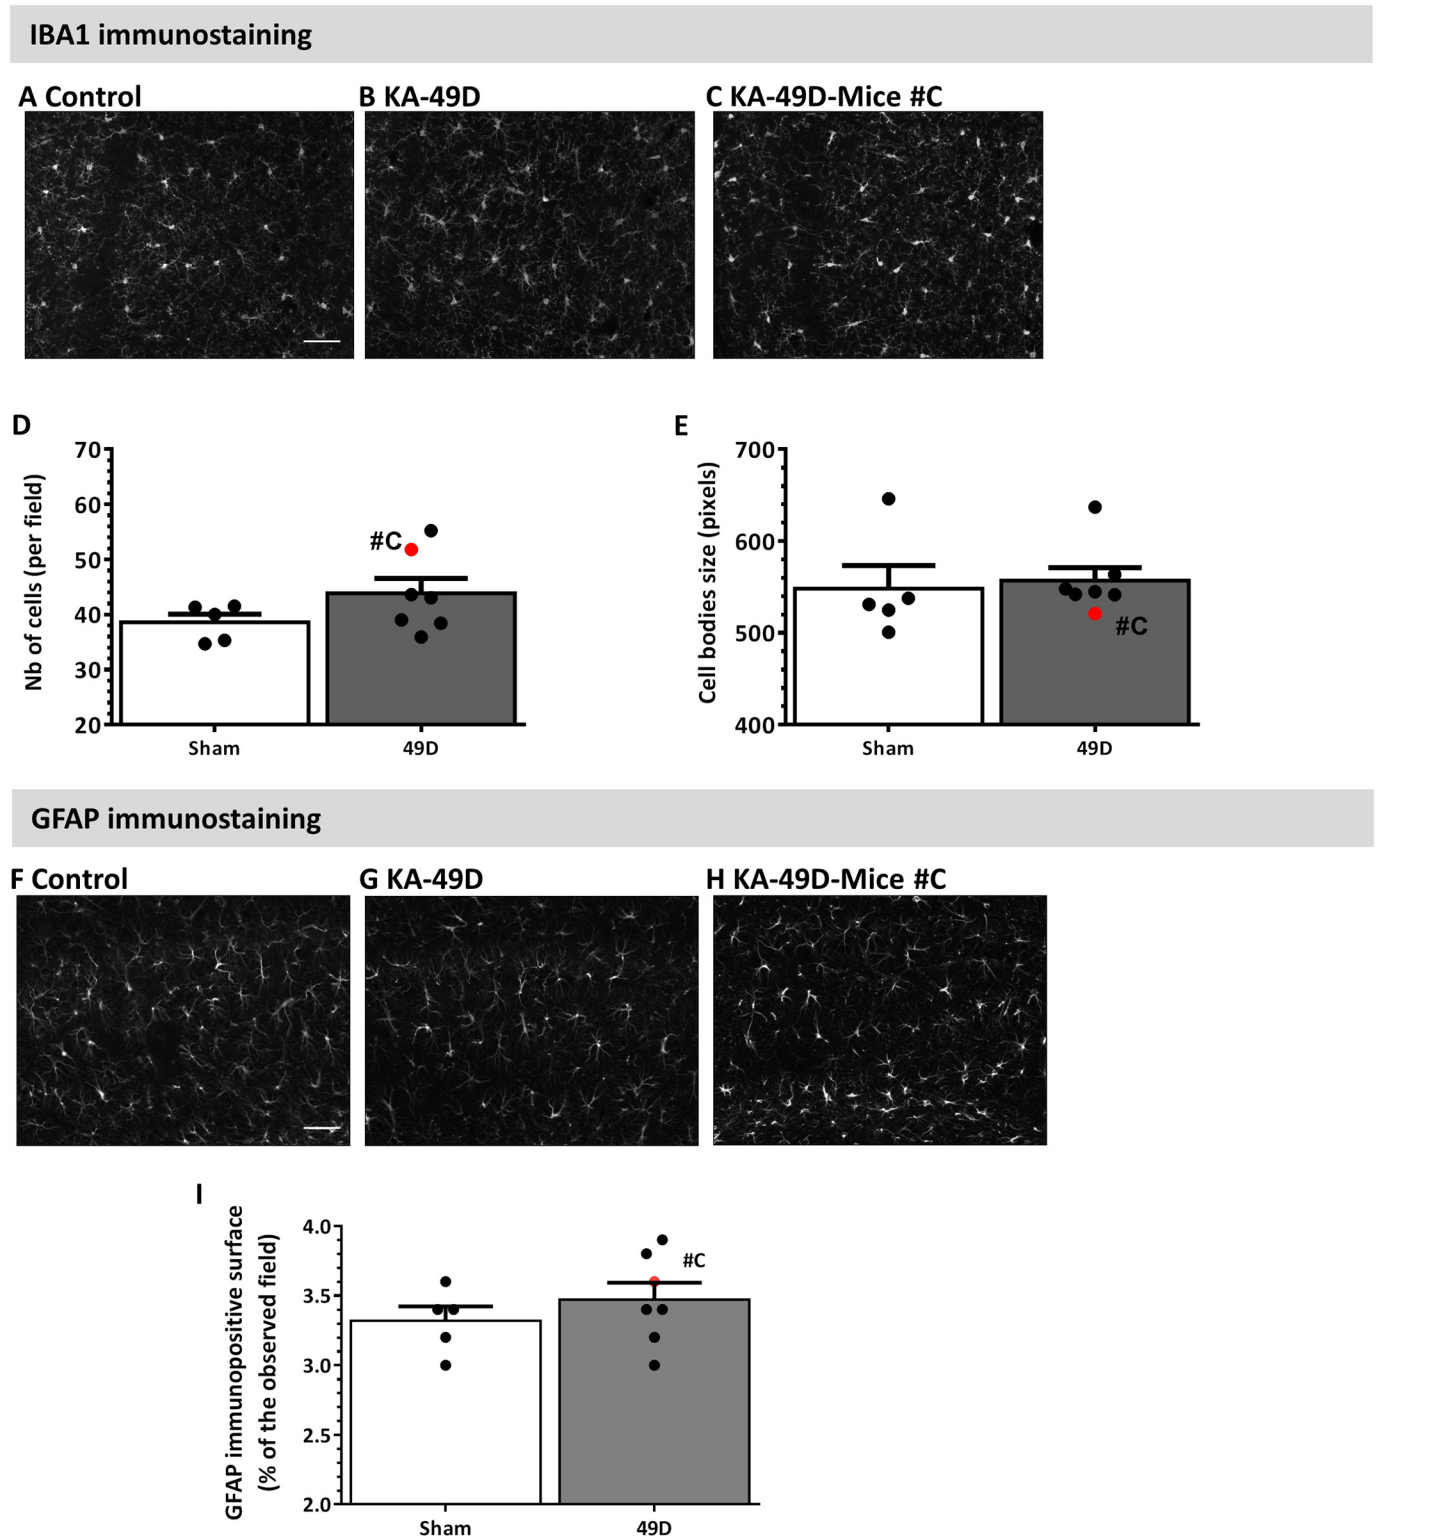 IBA1 immunostaining
A Control
B KA-49D
C KA-49D-Mice #C
D
E
70
60
50
40
30
20
Nb of cells (per field)
#C
Sham
49D
700
600
500
400
Cell bodies size (pixels)
#C
Sham
49D
GFAP immunostaining
F Control
G KA-49D
H KA-49D-Mice #C
I
GFAP immunopositive surface
(% of the observed field)
4.0
3.5
3.0
2.5
2.0
#C
Sham
49D